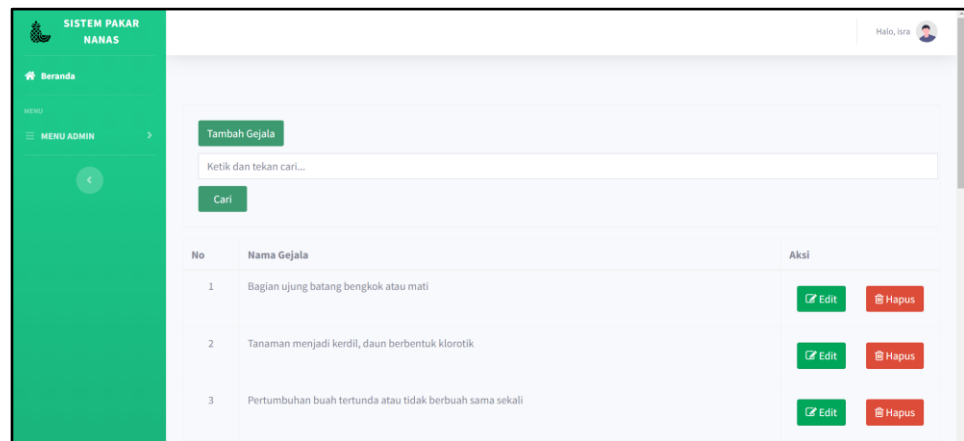 SISTEM PAKAR
NANAS
Halo, isra
Beranda
MENU
MENU ADMIN
Tambah Gejala
Ketik dan tekan cari...
Cari
No Nama Gejala Aksi
1 Bagian ujung batang bengkok atau mati Edit Hapus
2 Tanaman menjadi kerdil, daun berbentuk klorotik Edit Hapus
3 Pertumbuhan buah tertunda atau tidak berbuah sama sekali Edit Hapus